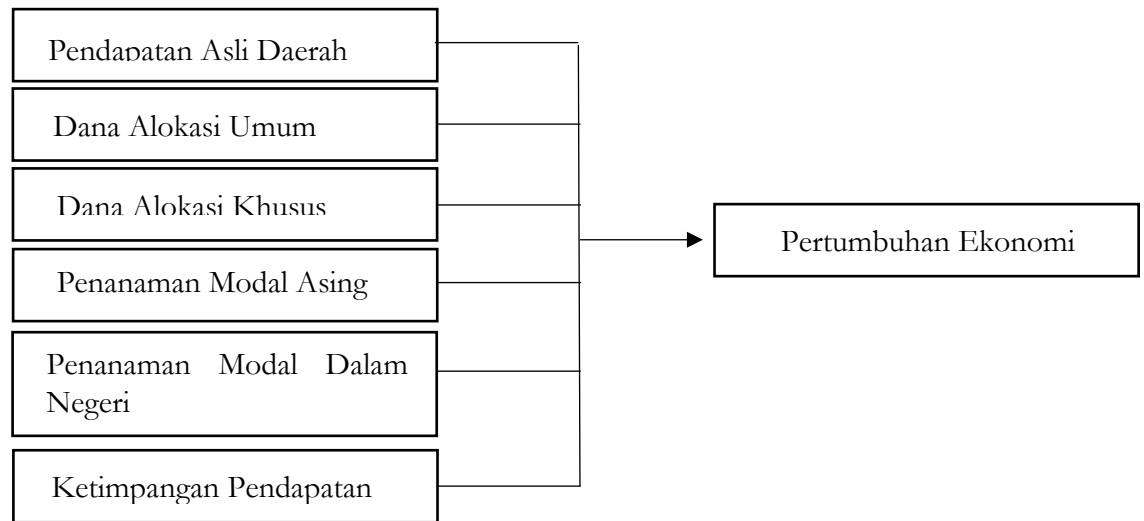 Pendapatan Asli Daerah
Dana Alokasi Umum
Dana Alokasi Khusus
Penanaman Modal Asing
Penanaman Modal Dalam
Negeri
Ketimpangan Pendapatan
Pertumbuhan Ekonomi